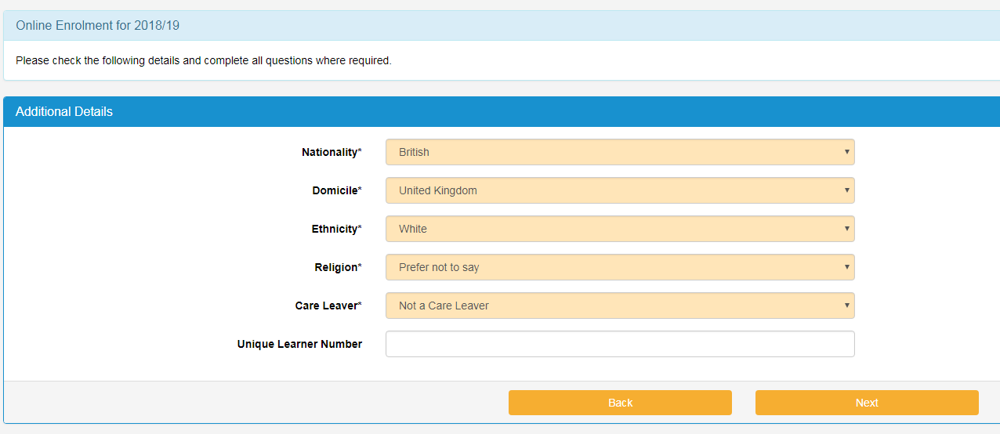 Online Enrolment for 2018/19
Please check the following details and complete all questions where required.
Additional Details
Nationality* British
Domicile* United Kingdom
Ethnicity* White
Religion* Prefer not to say
Care Leaver* Not a Care Leaver
Unique Learner Number
Back Next